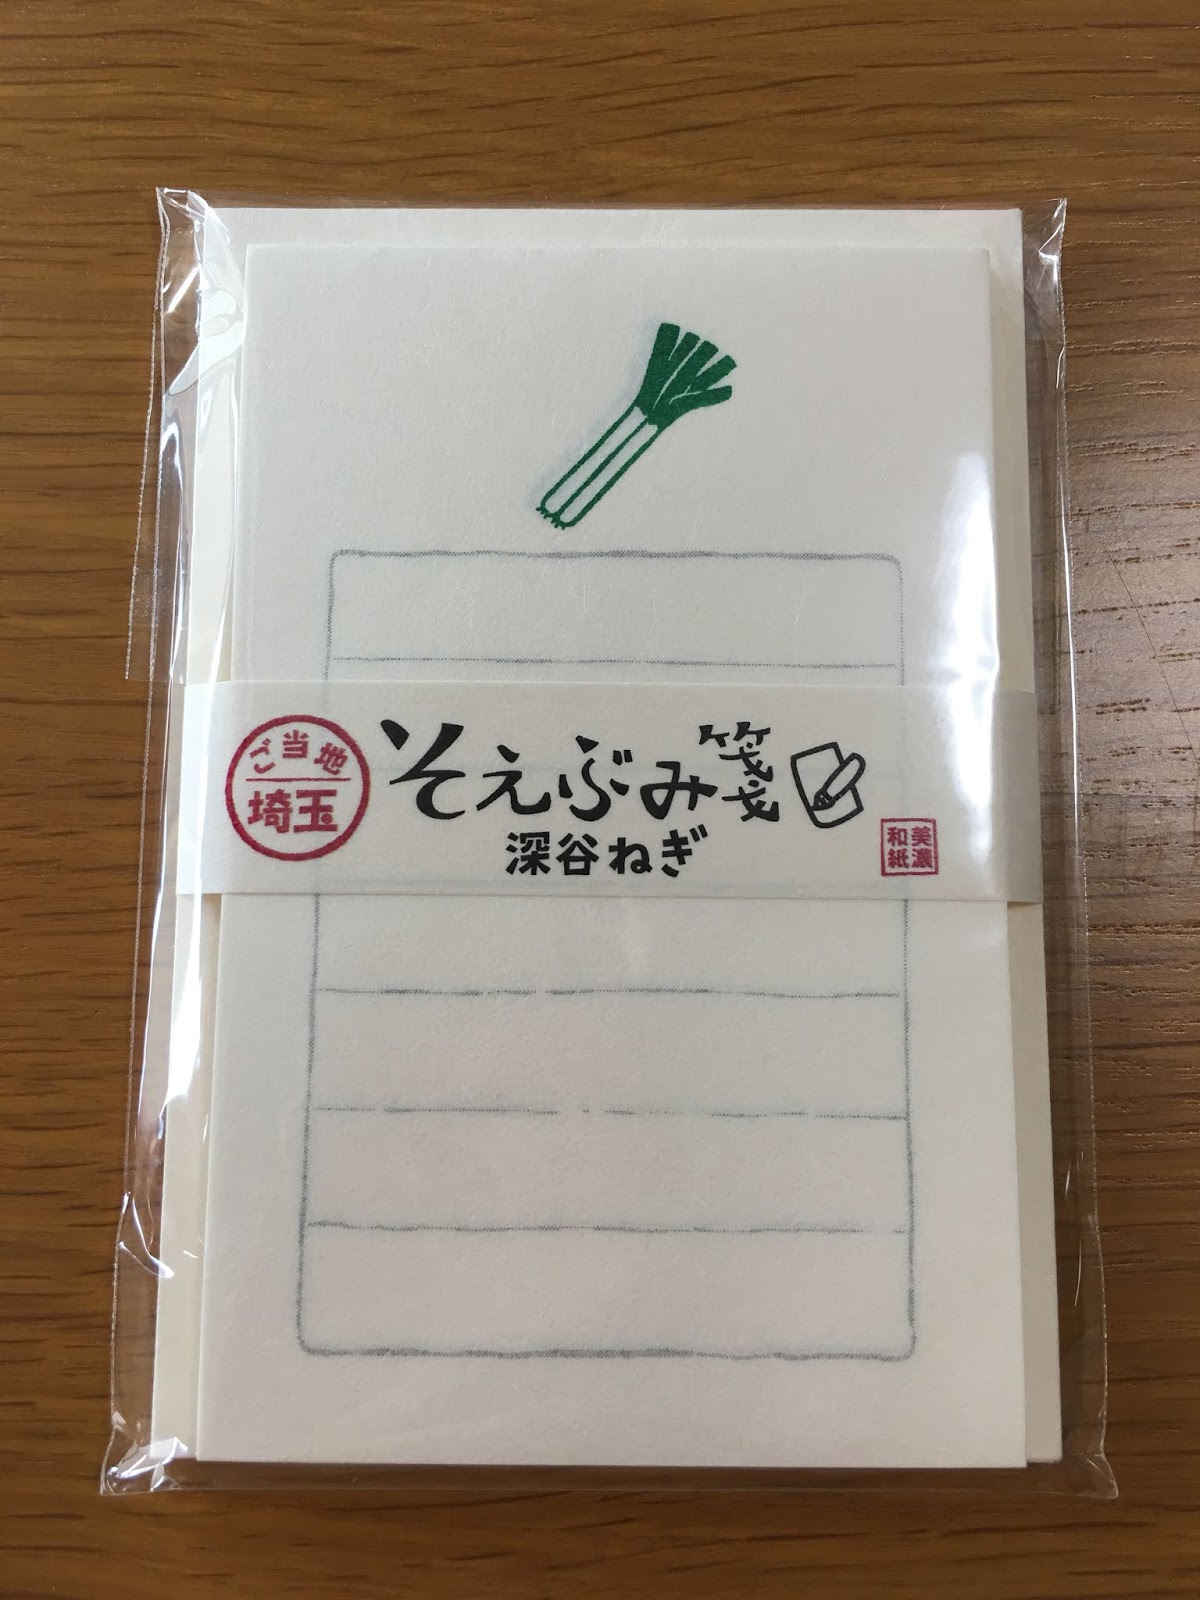 ご当地
埼玉
そえぶみ箋
深谷ねぎ
美濃
和紙